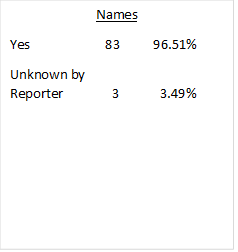 Names
Yes 83 96.51%
Unknown by
Reporter 3 3.49%